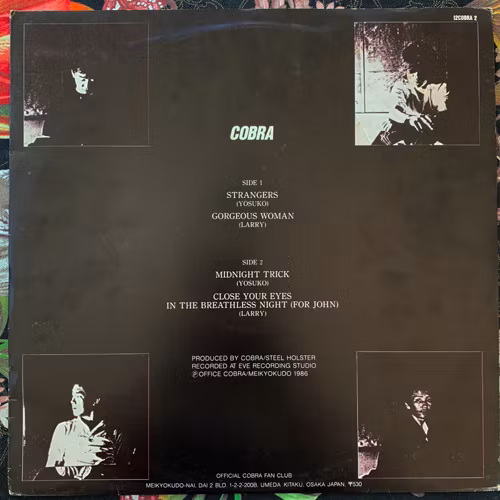 12COBRA 2
COBRA
SIDE 1
STRANGERS
(YOSUKO)
GORGEOUS WOMAN
(LARRY)
SIDE 2
MIDNIGHT TRICK
(YOSUKO)
CLOSE YOUR EYES
IN THE BREATHLESS NIGHT (FOR JOHN)
(LARRY)
PRODUCED BY COBRA/STEEL HOLSTER
RECORDED AT EVE RECORDING STUDIO
Ⓟ OFFICE COBRA/MEIKYOKUDO 1986
OFFICIAL COBRA FAN CLUB
MEIKYOKUDO-NAI, DAI 2 BLD. 1-2-2-200B, UMEDA KITAKU, OSAKA JAPAN, 〒530